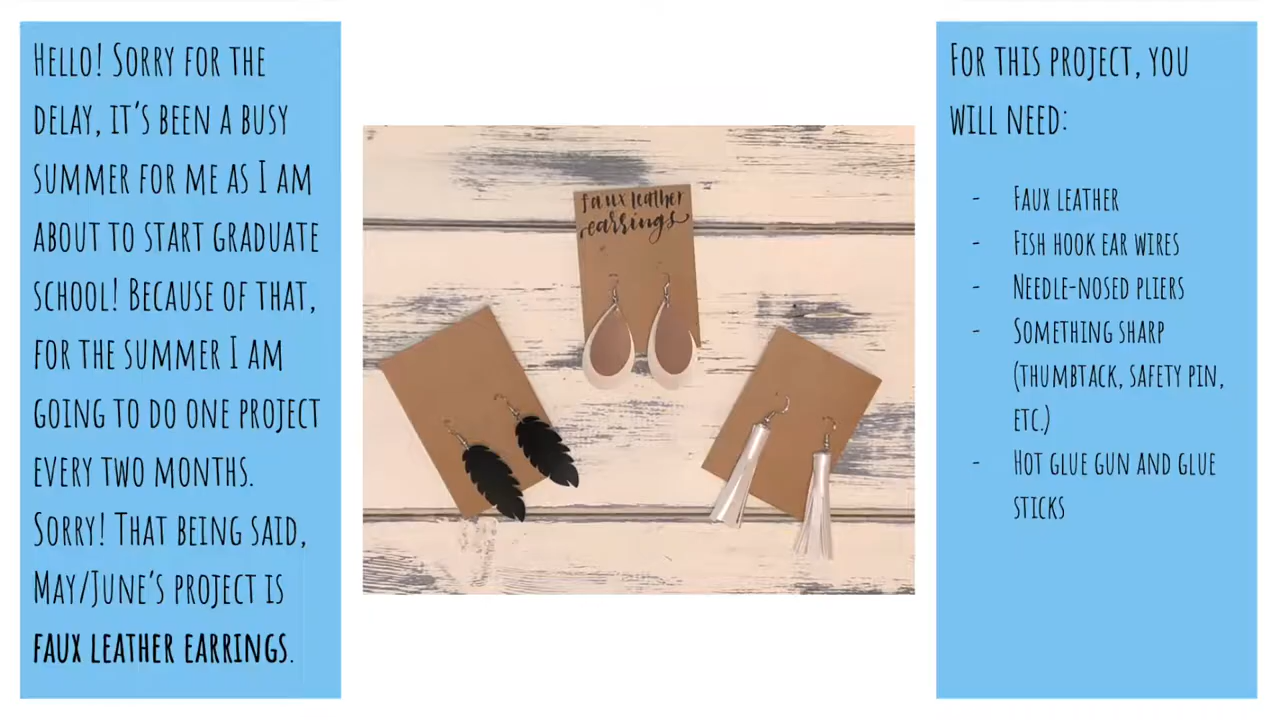 Hello! Sorry for the
delay, it's been a busy
summer for me as I am
about to start graduate
school! Because of that,
for the summer I am
going to do one project
every two months.
Sorry! That being said,
May/June's project is
faux leather earrings.
faux leather
earrings
For this project, you
will need:
- Faux leather
- Fish hook ear wires
- Needle-nosed pliers
- Something sharp
(thumbtack, safety pin,
etc.)
- Hot glue gun and glue
sticks